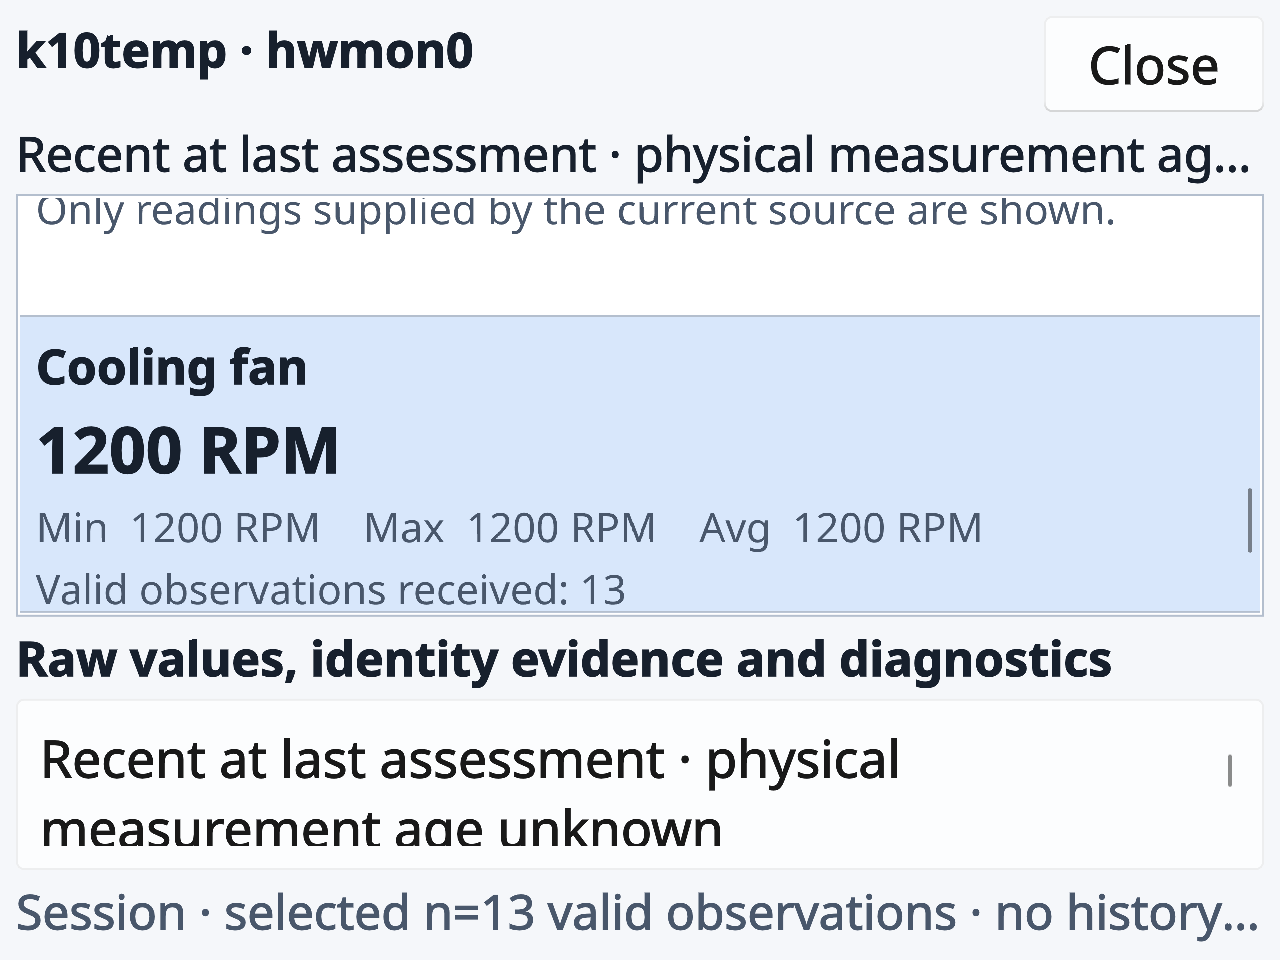 k10temp · hwmon0
Close
Recent at last assessment · physical measurement ag...
Only readings supplied by the current source are shown.
Cooling fan
1200 RPM
Min 1200 RPM Max 1200 RPM Avg 1200 RPM
Valid observations received: 13
Raw values, identity evidence and diagnostics
Recent at last assessment · physical
measurement age unknown
Session · selected n=13 valid observations · no history...